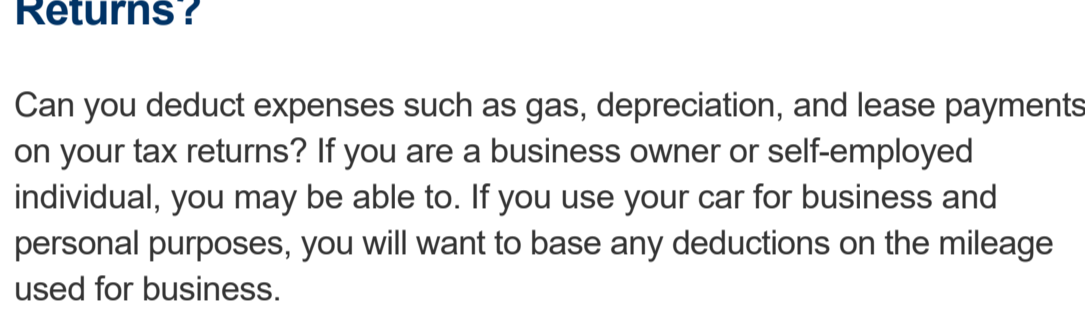 Returns?
Can you deduct expenses such as gas, depreciation, and lease payments
on your tax returns? If you are a business owner or self-employed
individual, you may be able to. If you use your car for business and
personal purposes, you will want to base any deductions on the mileage
used for business.